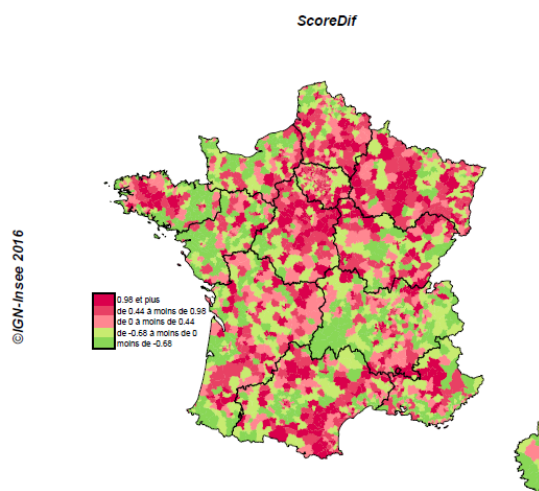 ScoreDif
©IGN-Insee 2016
0.98 et plus
de 0.44 à moins de 0.98
de 0 à moins de 0.44
de -0.68 à moins de 0
moins de -0.68